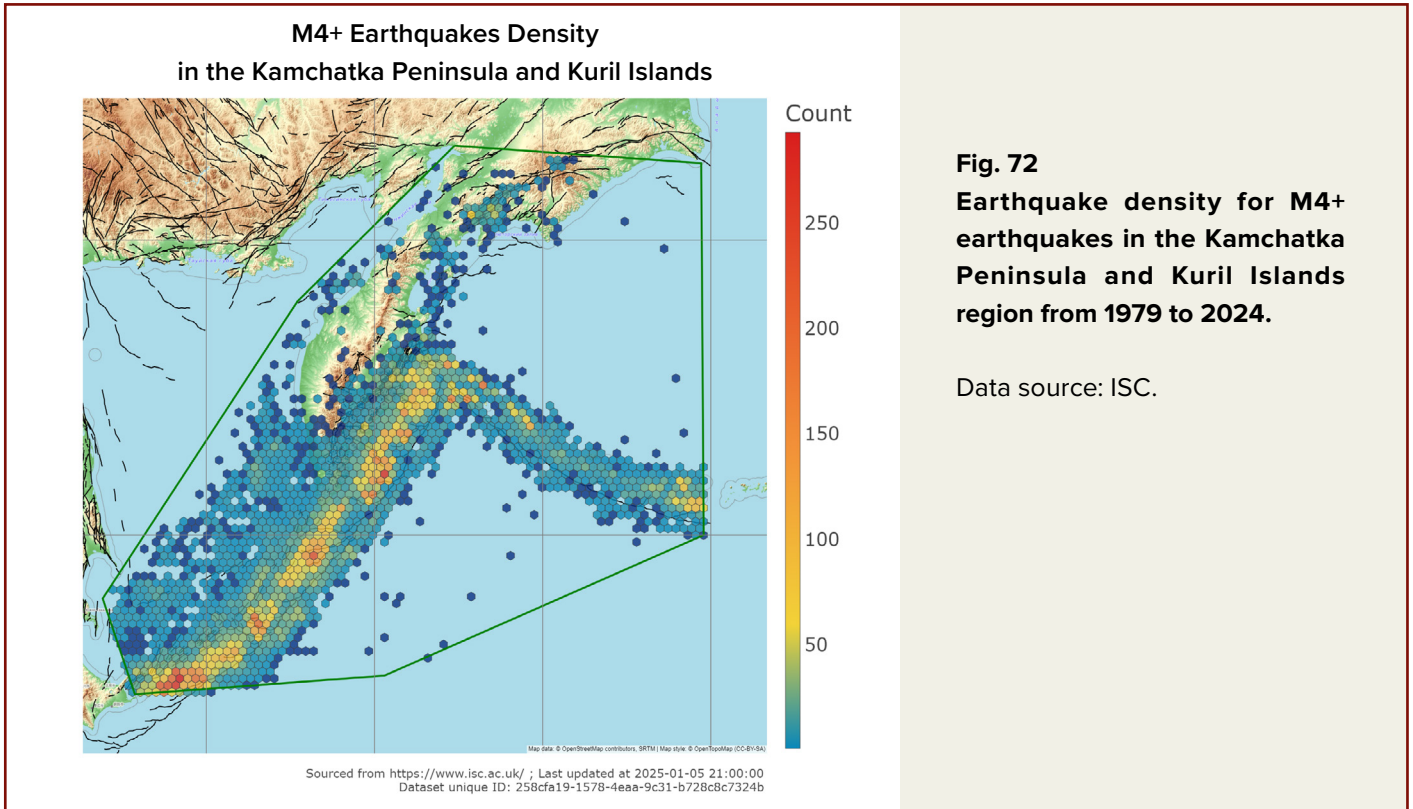 M4+ Earthquakes Density
in the Kamchatka Peninsula and Kuril Islands
Count
250
200
150
100
50
Map data: © OpenStreetMap contributors, SRTM | Map style: © OpenTopoMap (CC-BY-SA)
Sourced from https://www.isc.ac.uk/ ; Last updated at 2025-01-05 21:00:00
Dataset unique ID: 258cfa19-1578-4eaa-9c31-b728c8c7324b
Fig. 72
Earthquake density for M4+
earthquakes in the Kamchatka
Peninsula and Kuril Islands
region from 1979 to 2024.
Data source: ISC.